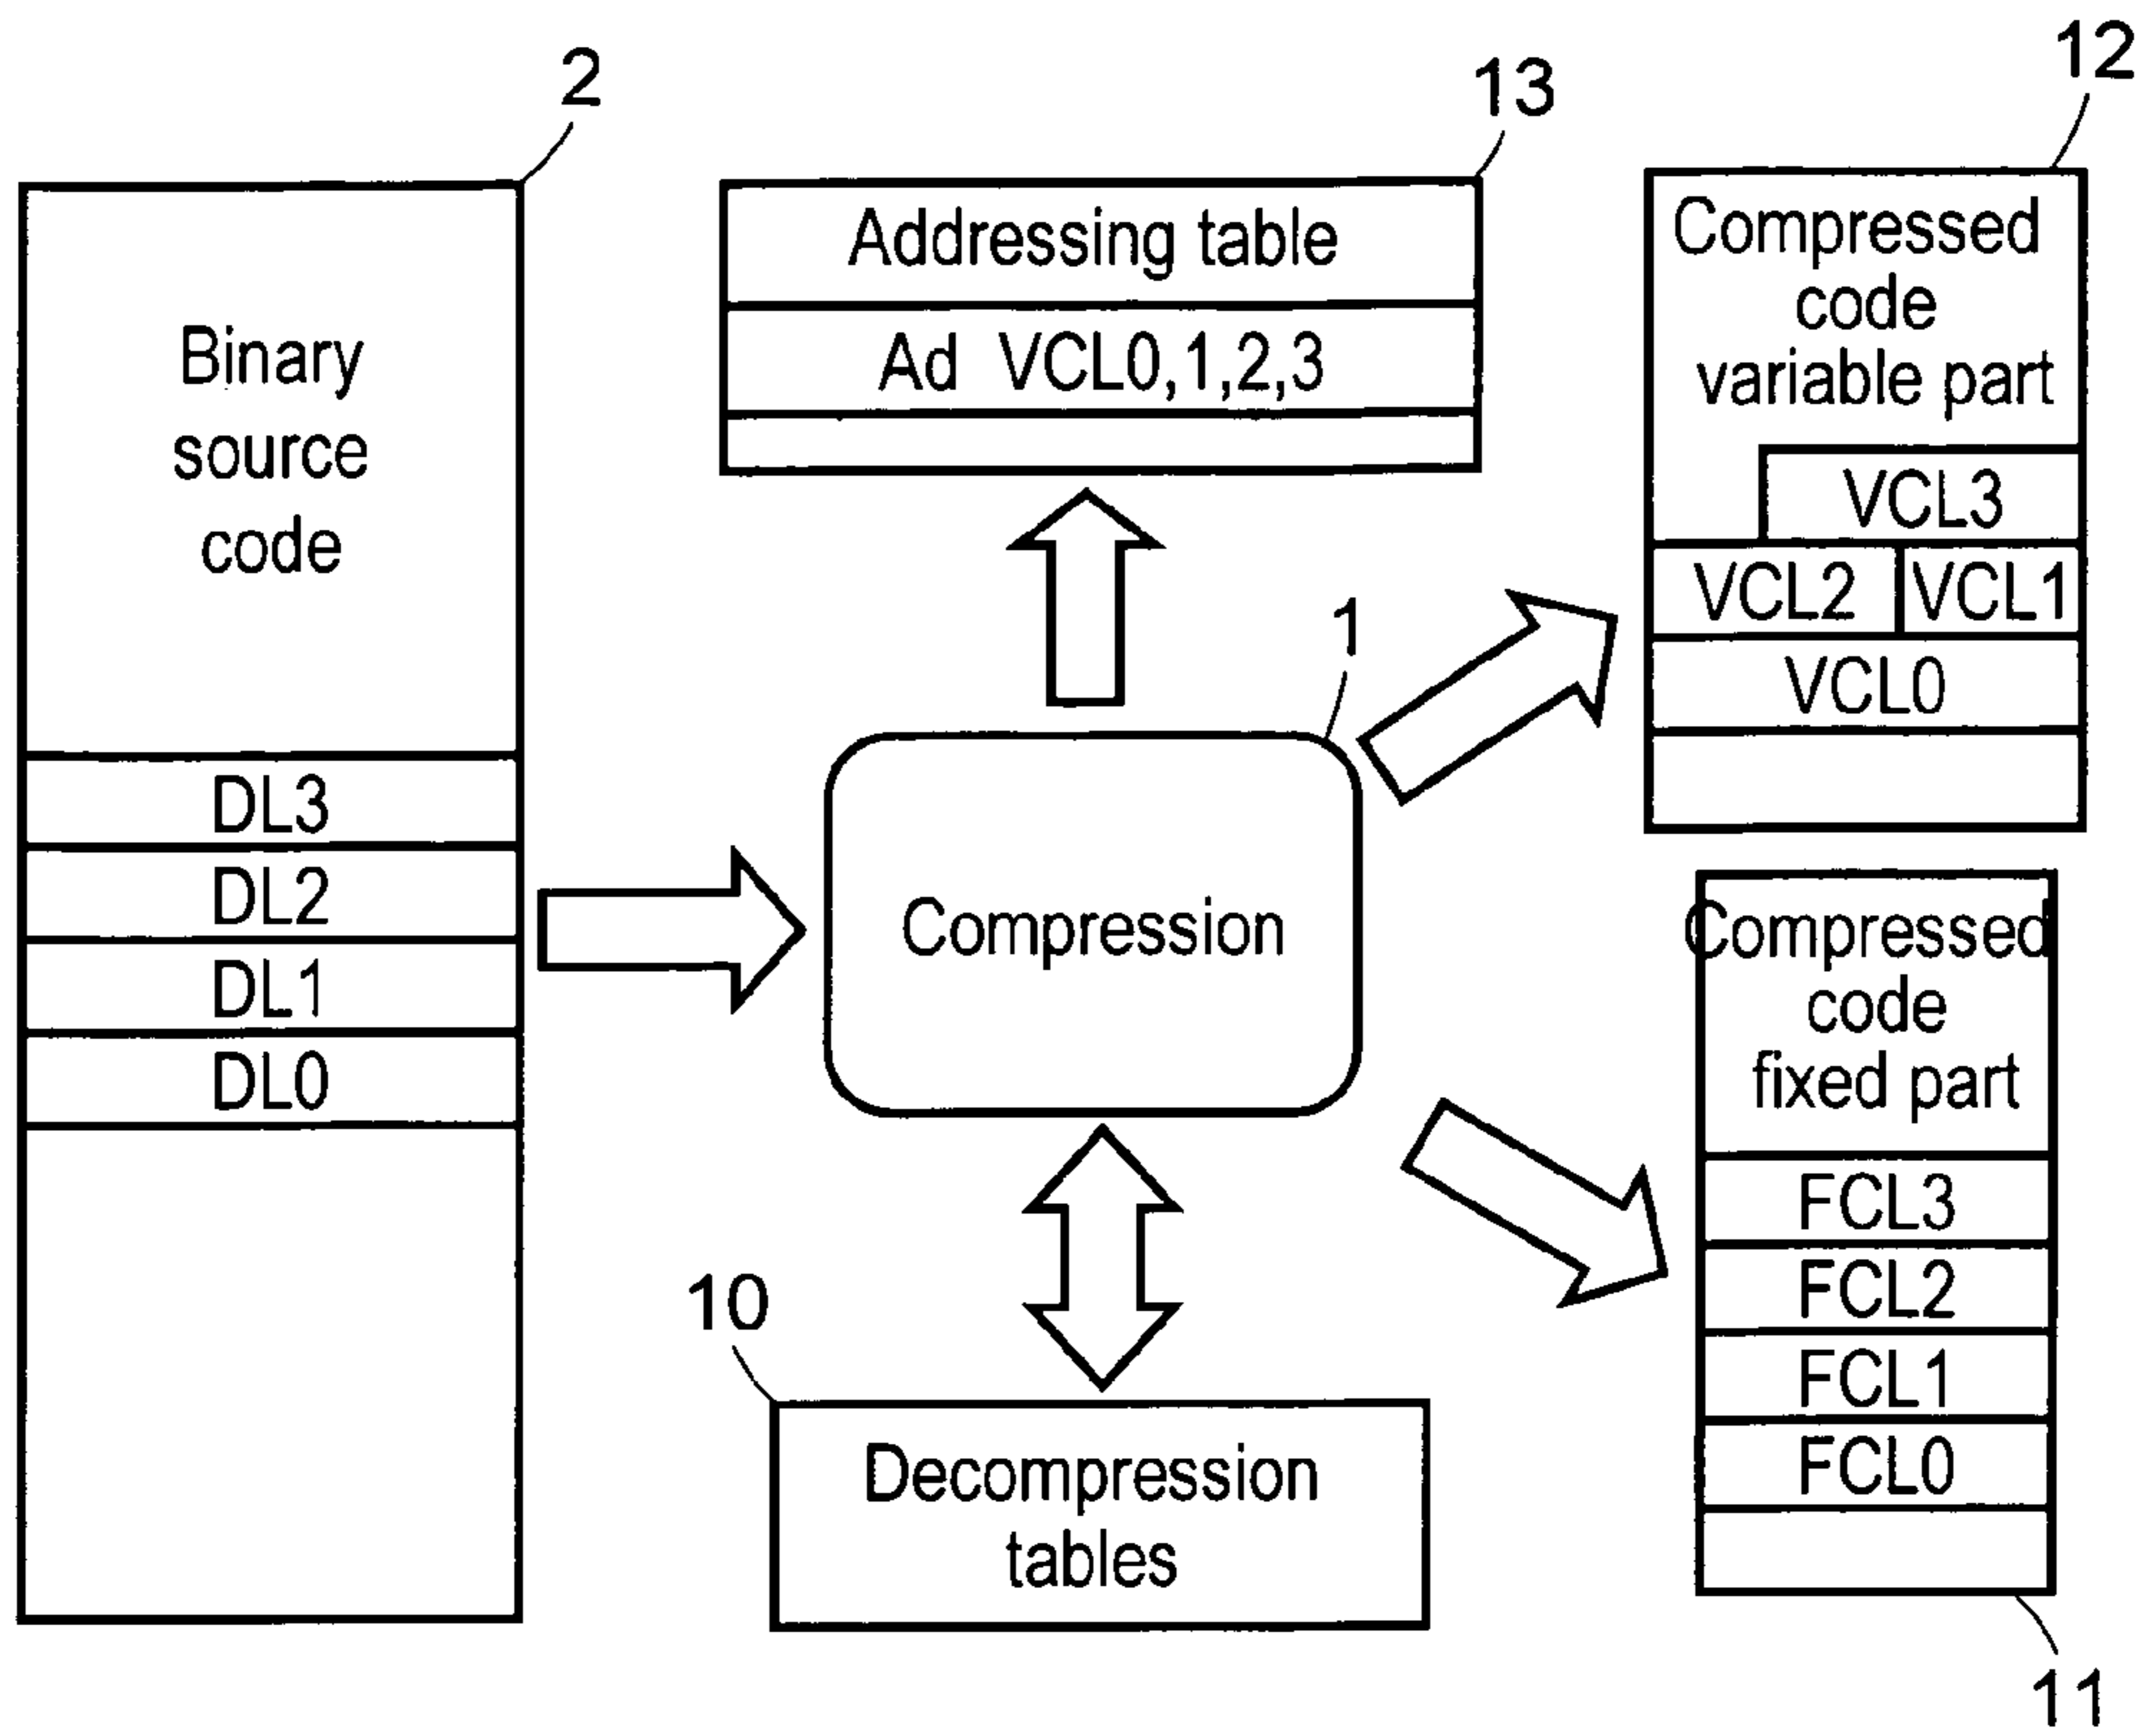 2
Binary
source
code
DL3
DL2
DL1
DL0
13
Addressing table
Ad VCL0,1,2,3
1
Compression
10
Decompression
tables
12
Compressed
code
variable part
VCL3
VCL2 VCL1
VCL0
Compressed
code
fixed part
FCL3
FCL2
FCL1
FCL0
11